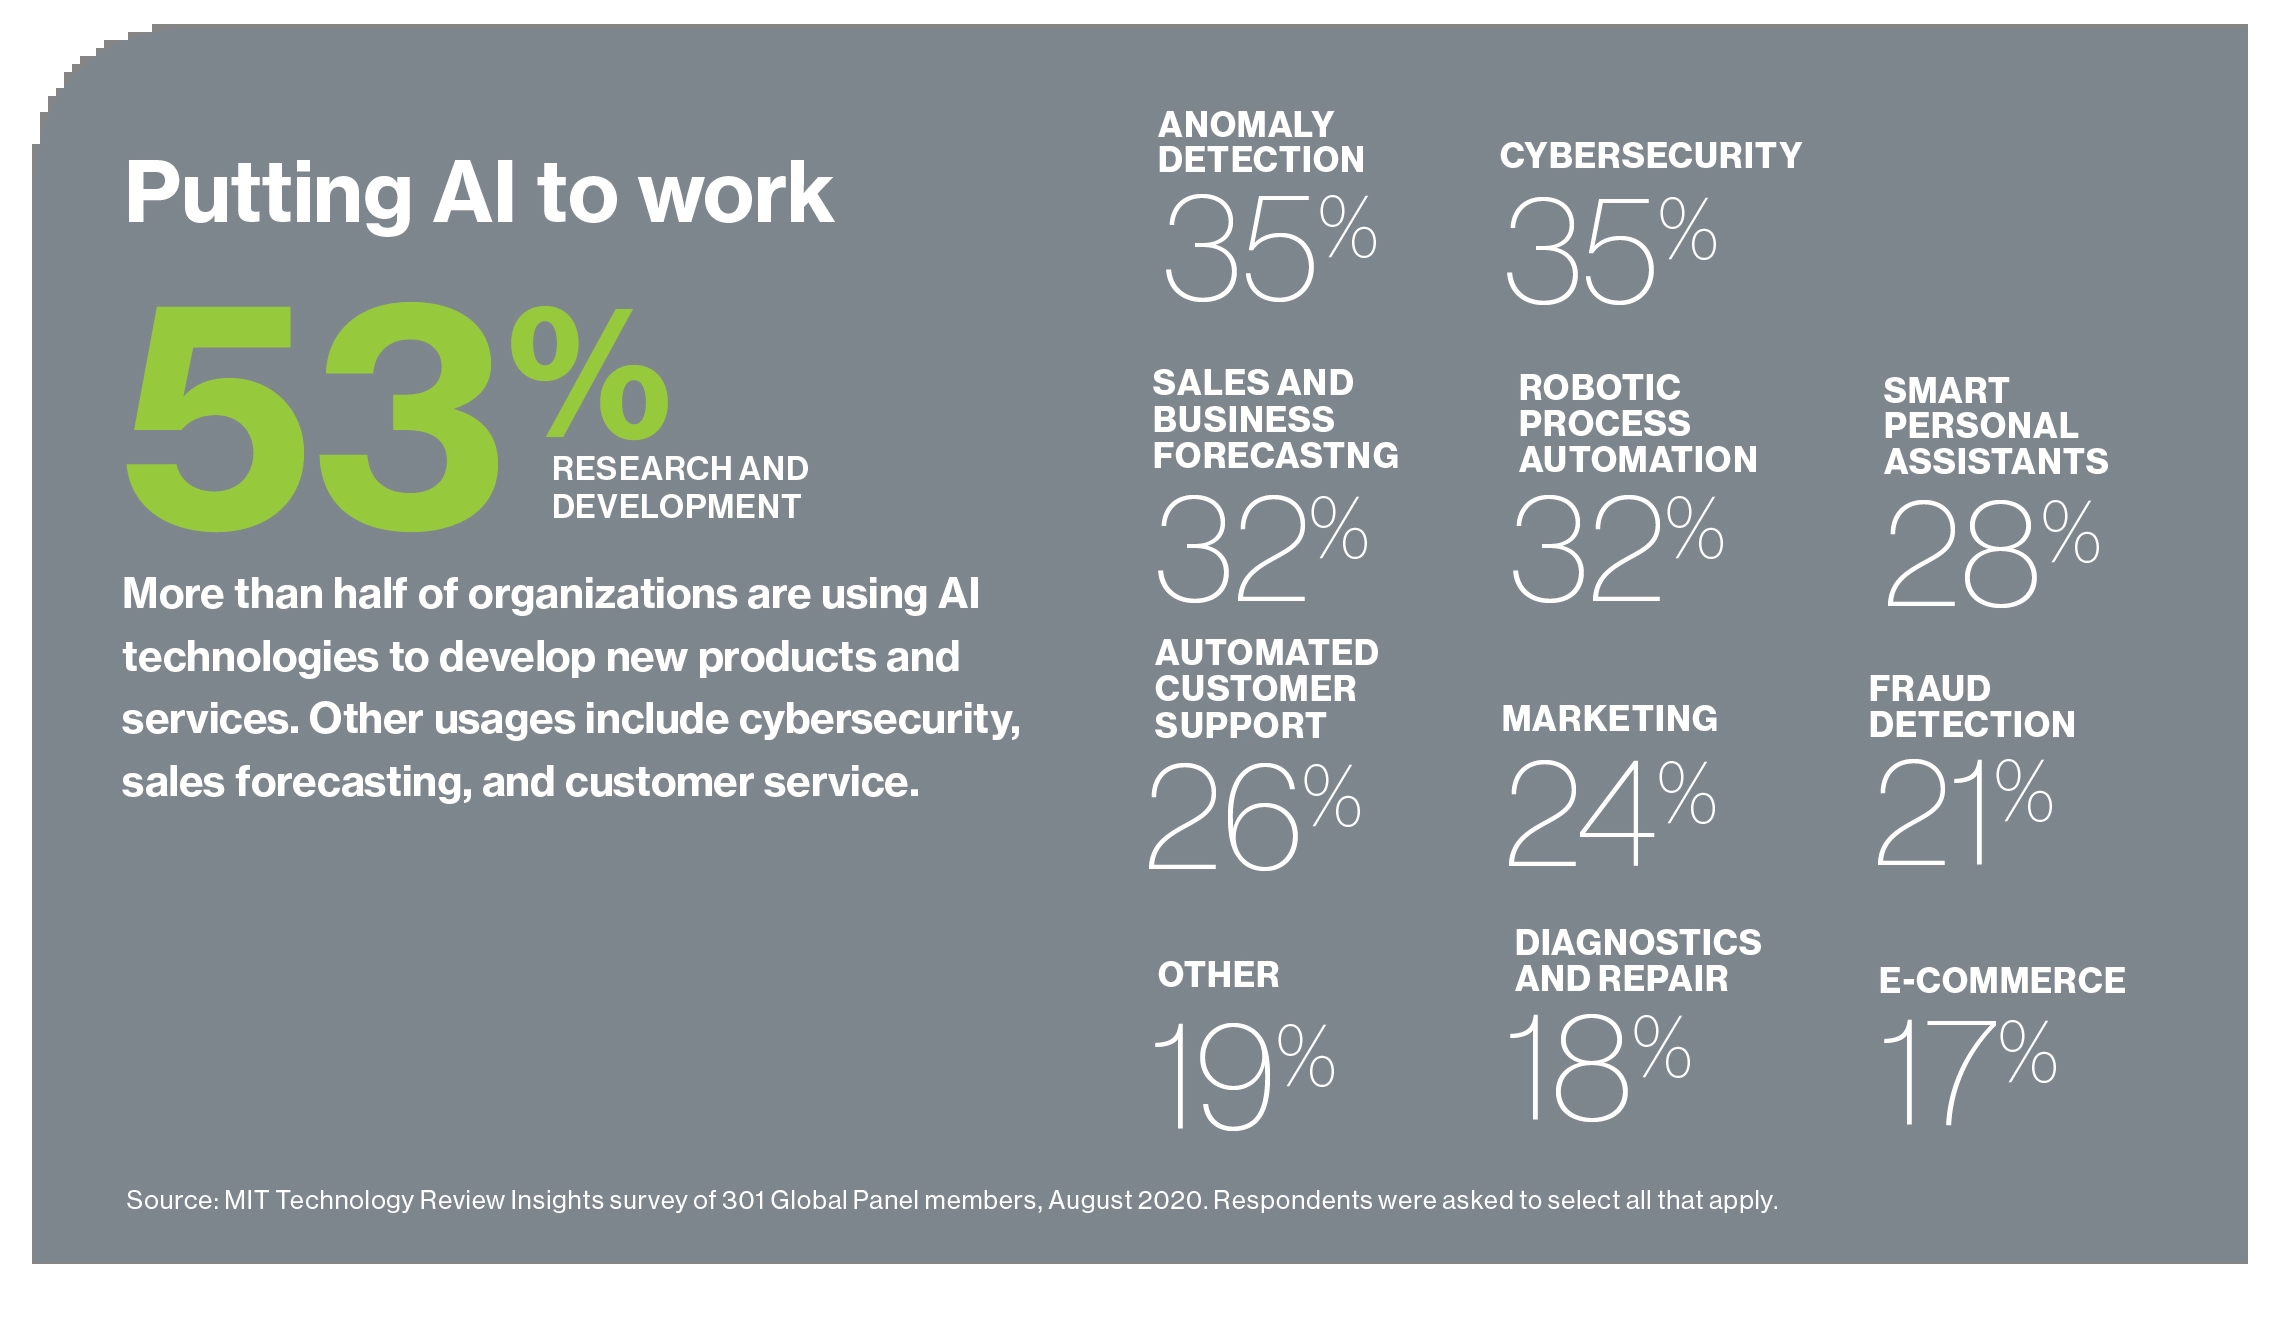 Putting AI to work
53%
RESEARCH AND
DEVELOPMENT
More than half of organizations are using AI
technologies to develop new products and
services. Other usages include cybersecurity,
sales forecasting, and customer service.
ANOMALY
DETECTION
35%
CYBERSECURITY
35%
SALES AND
BUSINESS
FORECASTNG
32%
ROBOTIC
PROCESS
AUTOMATION
32%
SMART
PERSONAL
ASSISTANTS
28%
AUTOMATED
CUSTOMER
SUPPORT
26%
MARKETING
24%
FRAUD
DETECTION
21%
OTHER
19%
DIAGNOSTICS
AND REPAIR
18%
E-COMMERCE
17%
Source: MIT Technology Review Insights survey of 301 Global Panel members, August 2020. Respondents were asked to select all that apply.